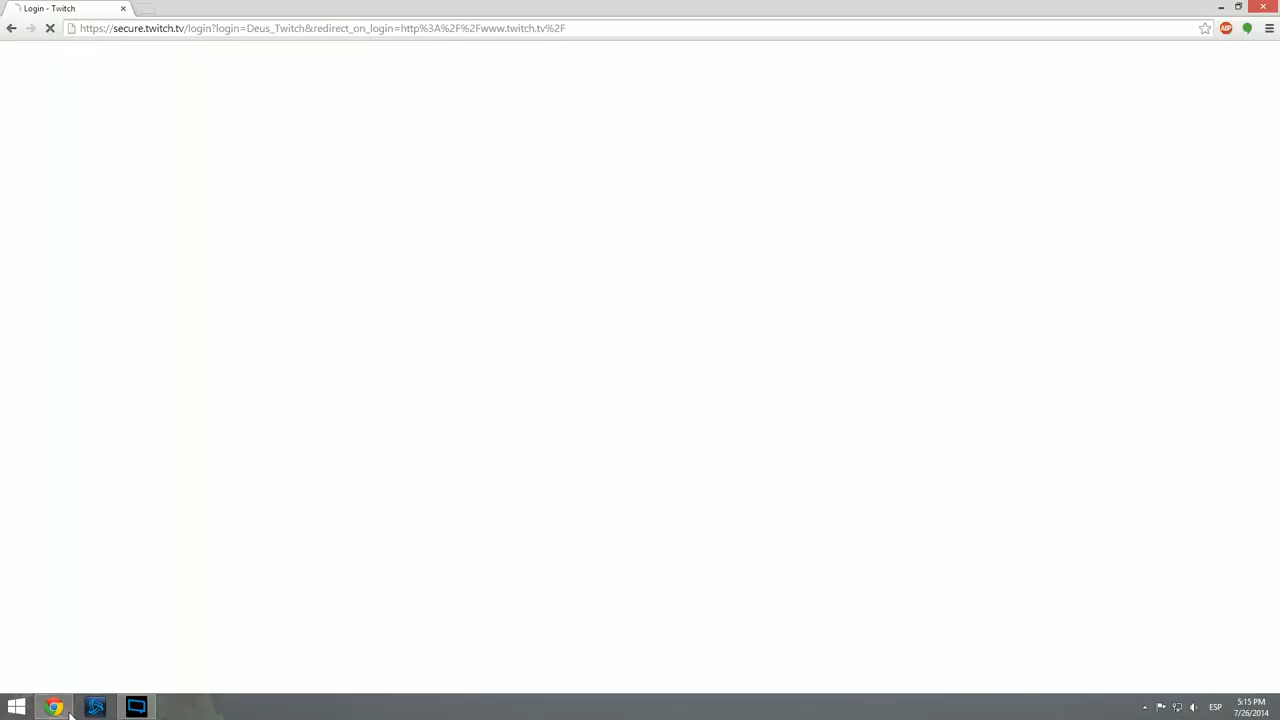 Login - Twitch
https://secure.twitch.tv/login?login=Deus_Twitch&redirect_on_login=http%3A%2F%2Fwww.twitch.tv%2F
ABP
ESP
5:15 PM
7/26/2014